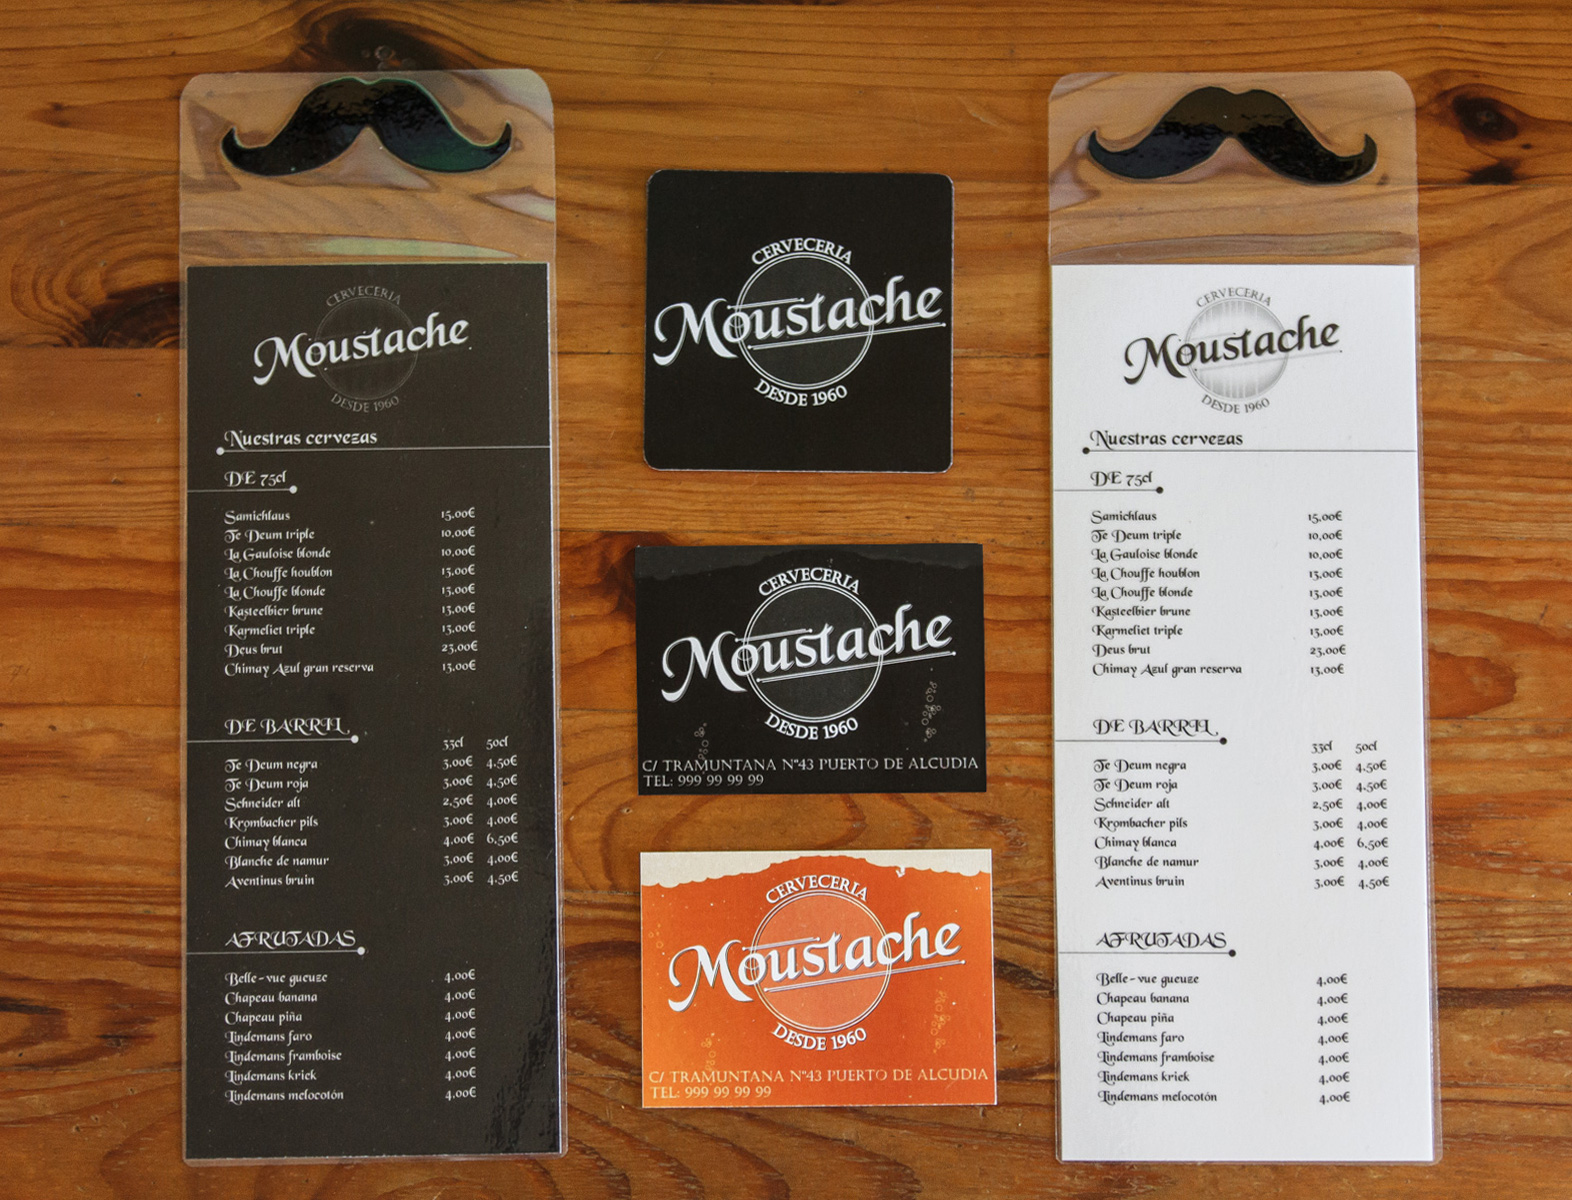 CERVECERIA
Moustache
DESDE 1960
Nuestras cervezas
DE 75cl
Samichlaus 15,00€
Te Deum triple 10,00€
La Gauloise blonde 10,00€
La Chouffe houblon 13,00€
La Chouffe blonde 13,00€
Kasteelbier brune 13,00€
Karmeliet triple 13,00€
Deus brut 23,00€
Chimay Azul gran reserva 13,00€
DE BARRIL
33cl 50cl
Te Deum negra 3,00€ 4,50€
Te Deum roja 3,00€ 4,50€
Schneider alt 2,50€ 4,00€
Krombacher pils 3,00€ 4,00€
Chimay blanca 4,00€ 6,50€
Blanche de namur 3,00€ 4,00€
Aventinus bruin 3,00€ 4,50€
AFRUTADAS
Belle-vue gueuze 4,00€
Chapeau banana 4,00€
Chapeau piña 4,00€
Lindemans faro 4,00€
Lindemans framboise 4,00€
Lindemans kriek 4,00€
Lindemans melocotón 4,00€
CERVECERIA
Moustache
DESDE 1960
CERVECERIA
Moustache
DESDE 1960
C/ TRAMUNTANA Nº43 PUERTO DE ALCUDIA
TEL: 999 99 99 99
CERVECERIA
Moustache
DESDE 1960
C/ TRAMUNTANA Nº43 PUERTO DE ALCUDIA
TEL: 999 99 99 99
CERVECERIA
Moustache
DESDE 1960
Nuestras cervezas
DE 75cl
Samichlaus 15,00€
Te Deum triple 10,00€
La Gauloise blonde 10,00€
La Chouffe houblon 13,00€
La Chouffe blonde 13,00€
Kasteelbier brune 13,00€
Karmeliet triple 13,00€
Deus brut 23,00€
Chimay Azul gran reserva 13,00€
DE BARRIL
33cl 50cl
Te Deum negra 3,00€ 4,50€
Te Deum roja 3,00€ 4,50€
Schneider alt 2,50€ 4,00€
Krombacher pils 3,00€ 4,00€
Chimay blanca 4,00€ 6,50€
Blanche de namur 3,00€ 4,00€
Aventinus bruin 3,00€ 4,50€
AFRUTADAS
Belle-vue gueuze 4,00€
Chapeau banana 4,00€
Chapeau piña 4,00€
Lindemans faro 4,00€
Lindemans framboise 4,00€
Lindemans kriek 4,00€
Lindemans melocotón 4,00€